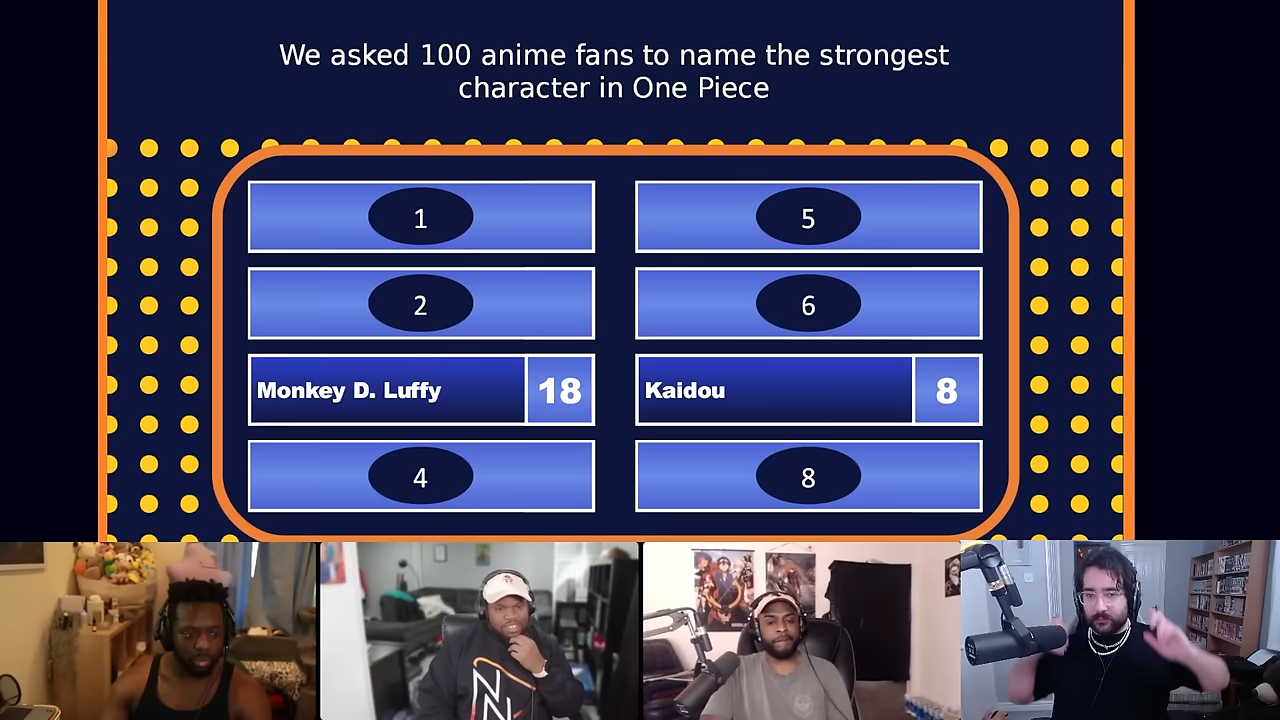 We asked 100 anime fans to name the strongest
character in One Piece
1
5
2
6
Monkey D. Luffy 18
Kaidou 8
4
8